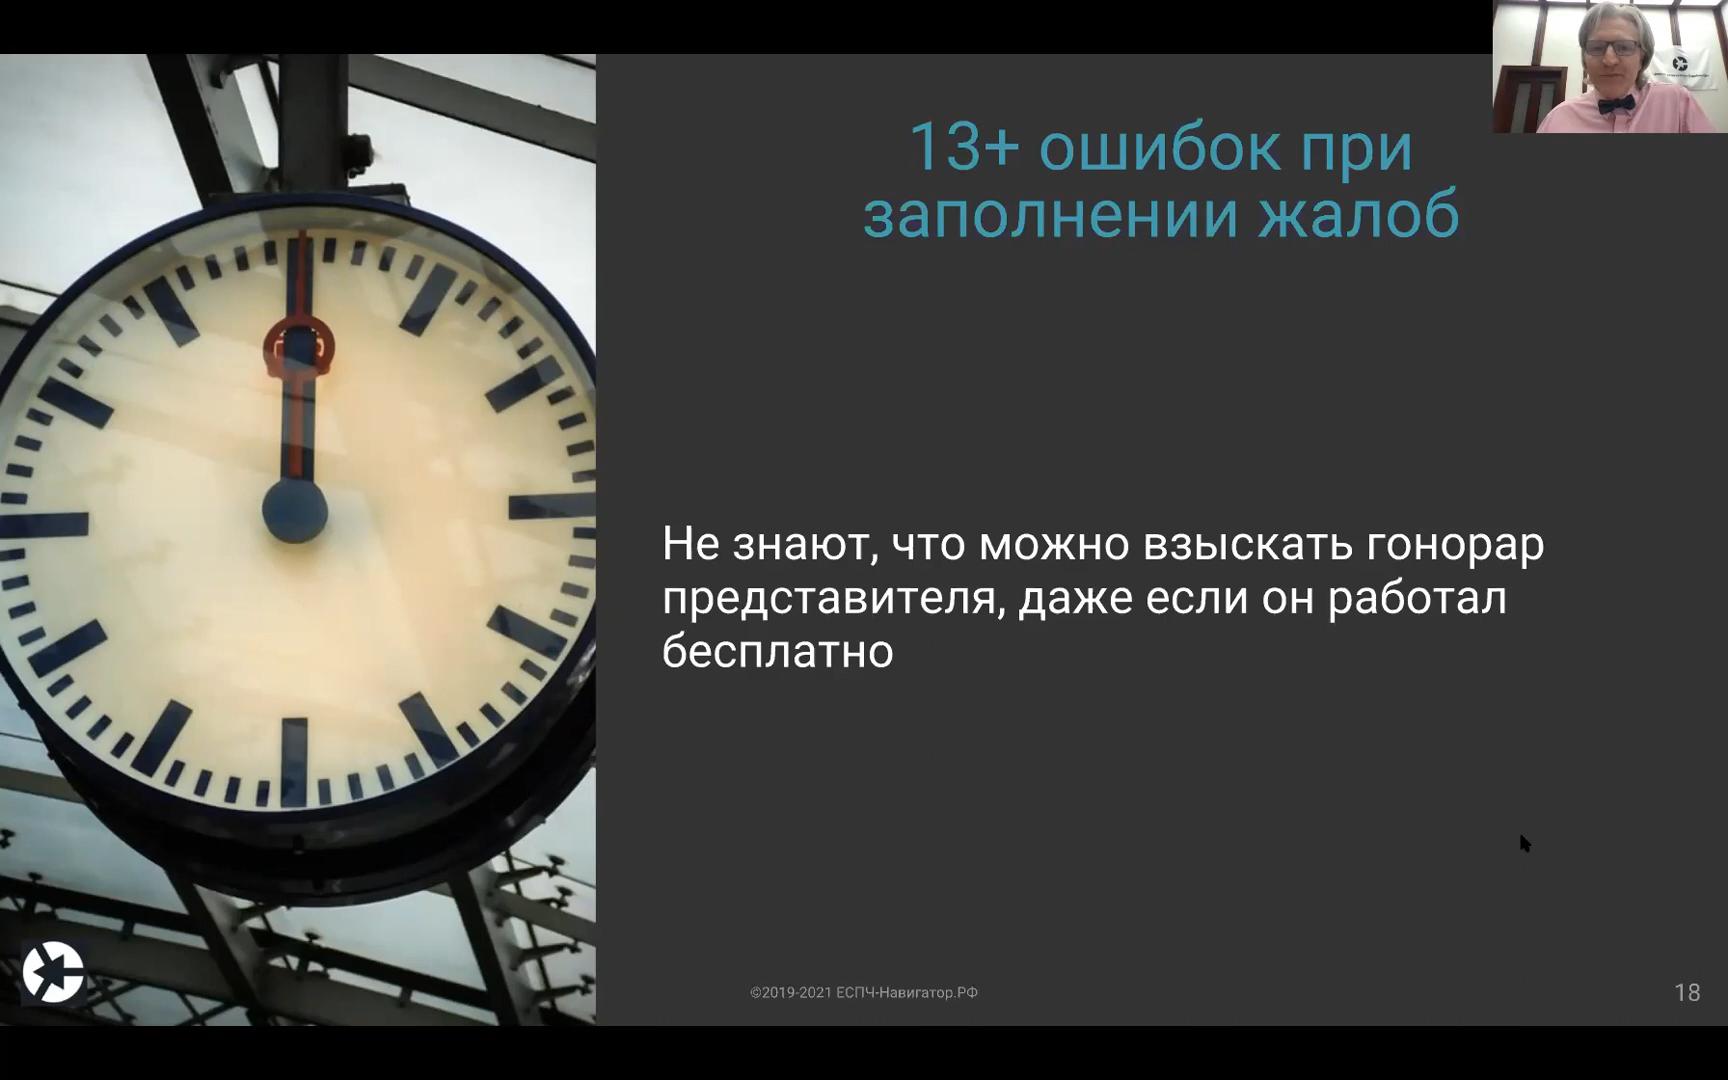 13+ ошибок при
заполнении жалоб
Не знают, что можно взыскать гонорар
представителя, даже если он работал
бесплатно
©2019-2021 ЕСПЧ-Навигатор.РФ
18